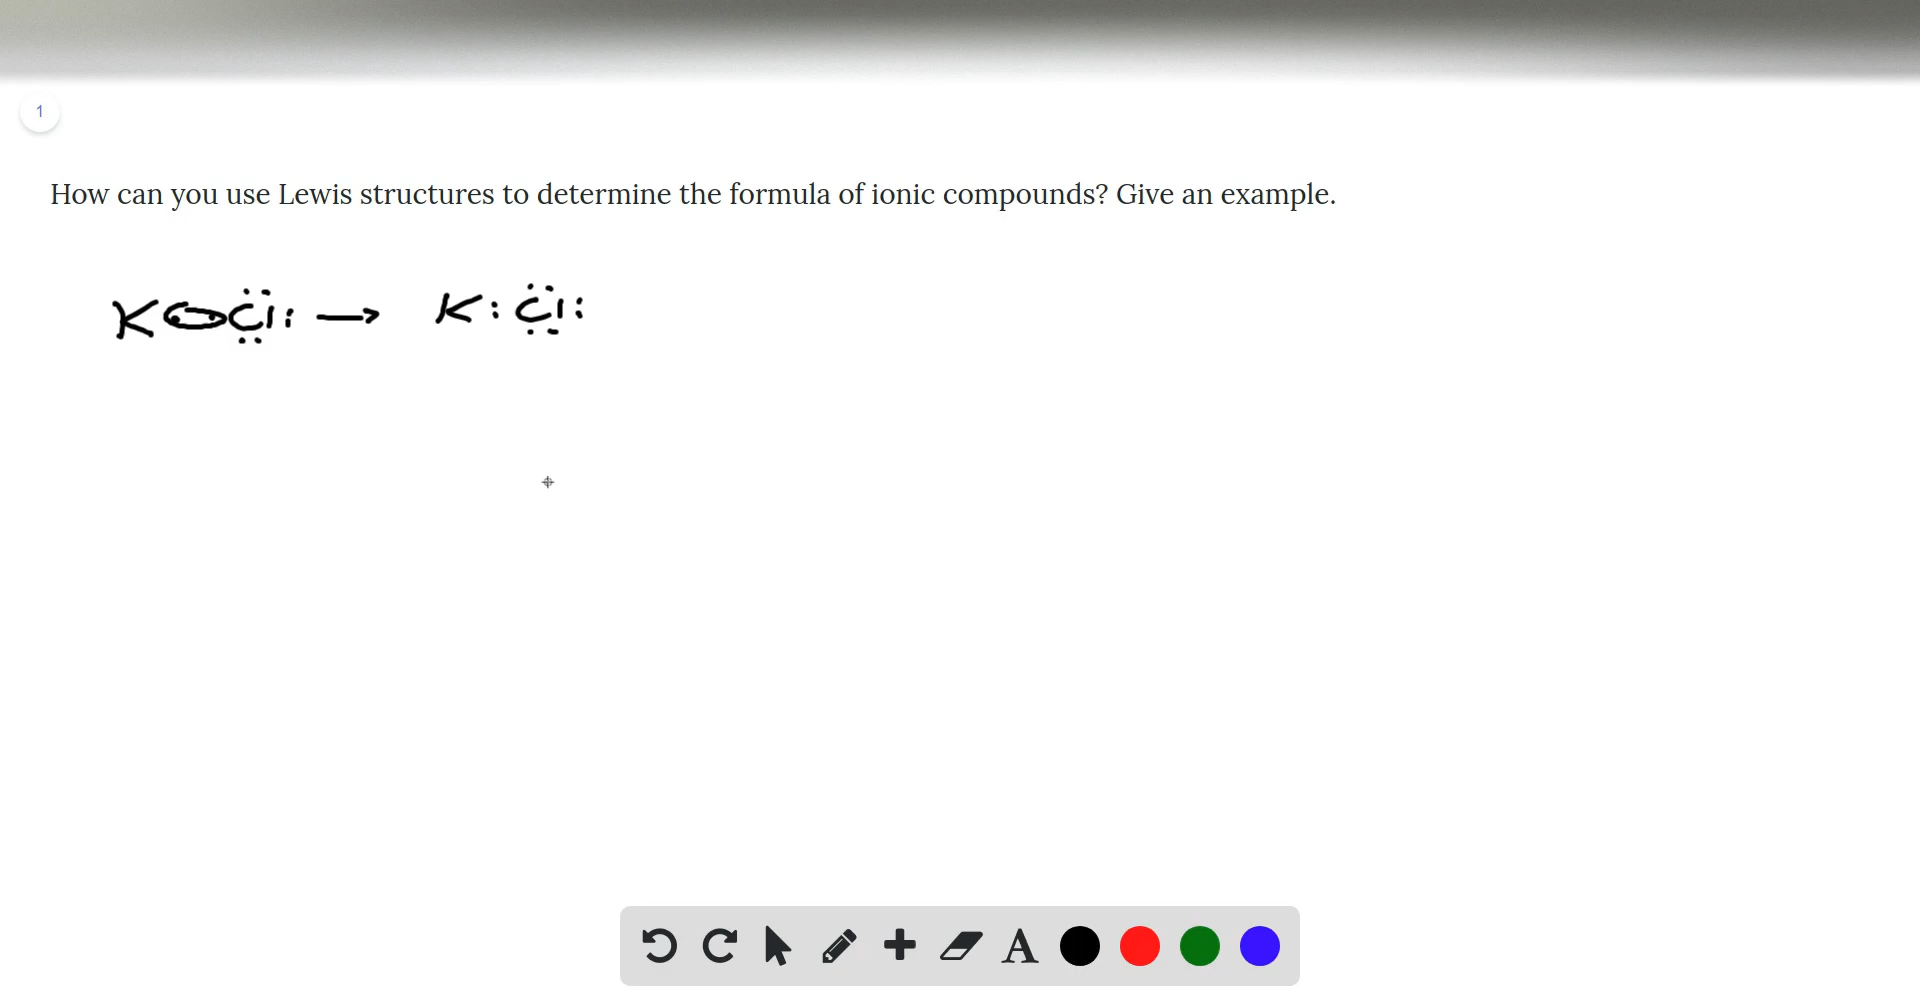 1
How can you use Lewis structures to determine the formula of ionic compounds? Give an example.
K Cl → K : Cl :
A